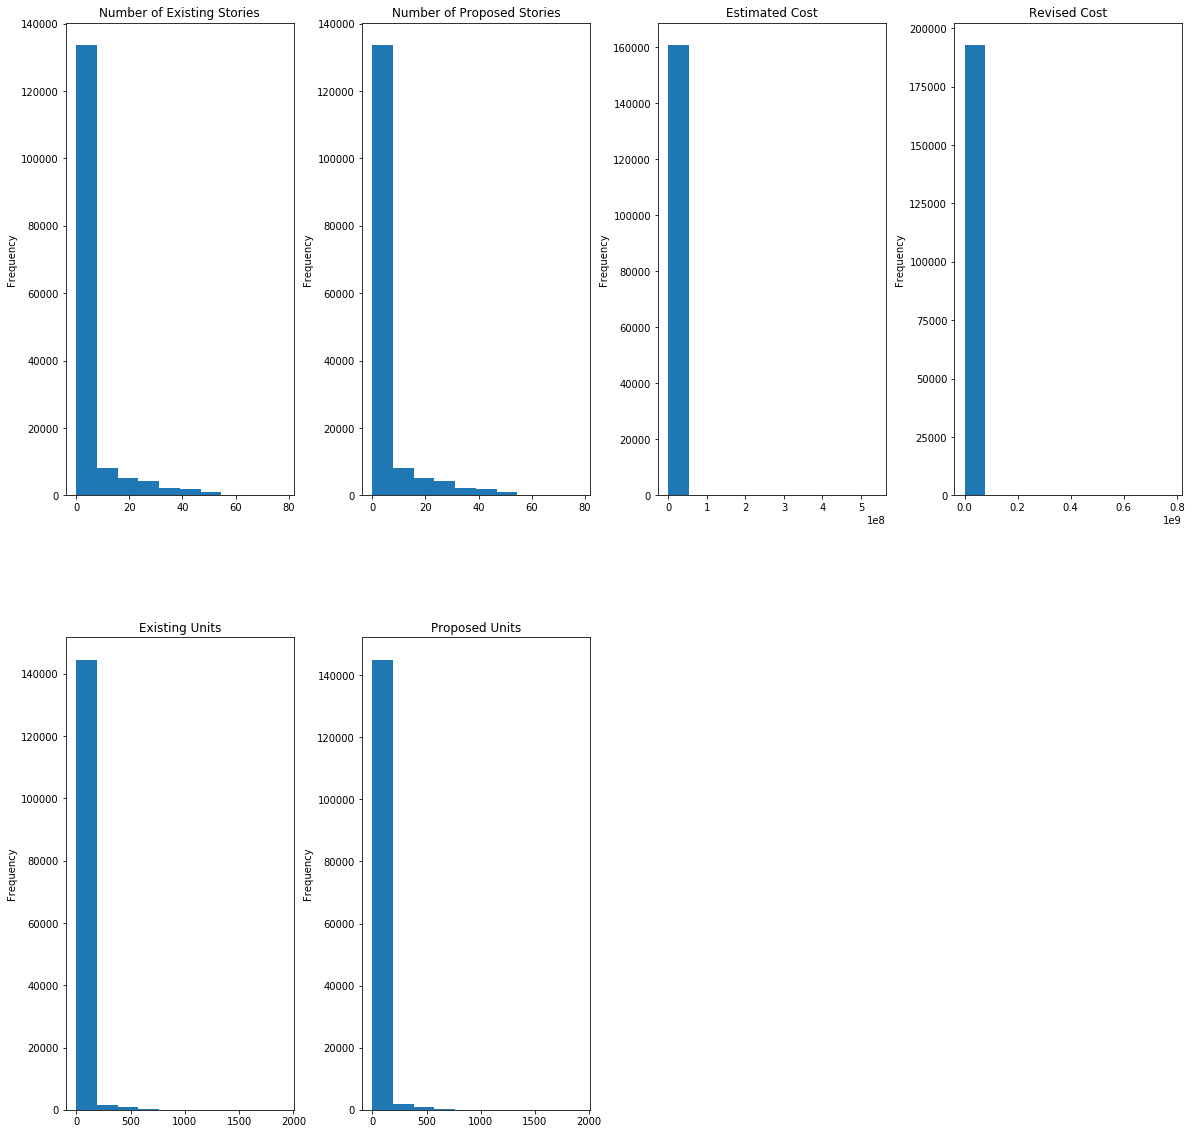 Number of Existing Stories
140000
120000
100000
80000
60000
40000
20000
0
Frequency
0 20 40 60 80
Number of Proposed Stories
140000
120000
100000
80000
60000
40000
20000
0
Frequency
0 20 40 60 80
Estimated Cost
160000
140000
120000
100000
80000
60000
40000
20000
0
Frequency
0 1 2 3 4 5
1e8
Revised Cost
200000
175000
150000
125000
100000
75000
50000
25000
0
Frequency
0.0 0.2 0.4 0.6 0.8
1e9
Existing Units
140000
120000
100000
80000
60000
40000
20000
0
Frequency
0 500 1000 1500 2000
Proposed Units
140000
120000
100000
80000
60000
40000
20000
0
Frequency
0 500 1000 1500 2000